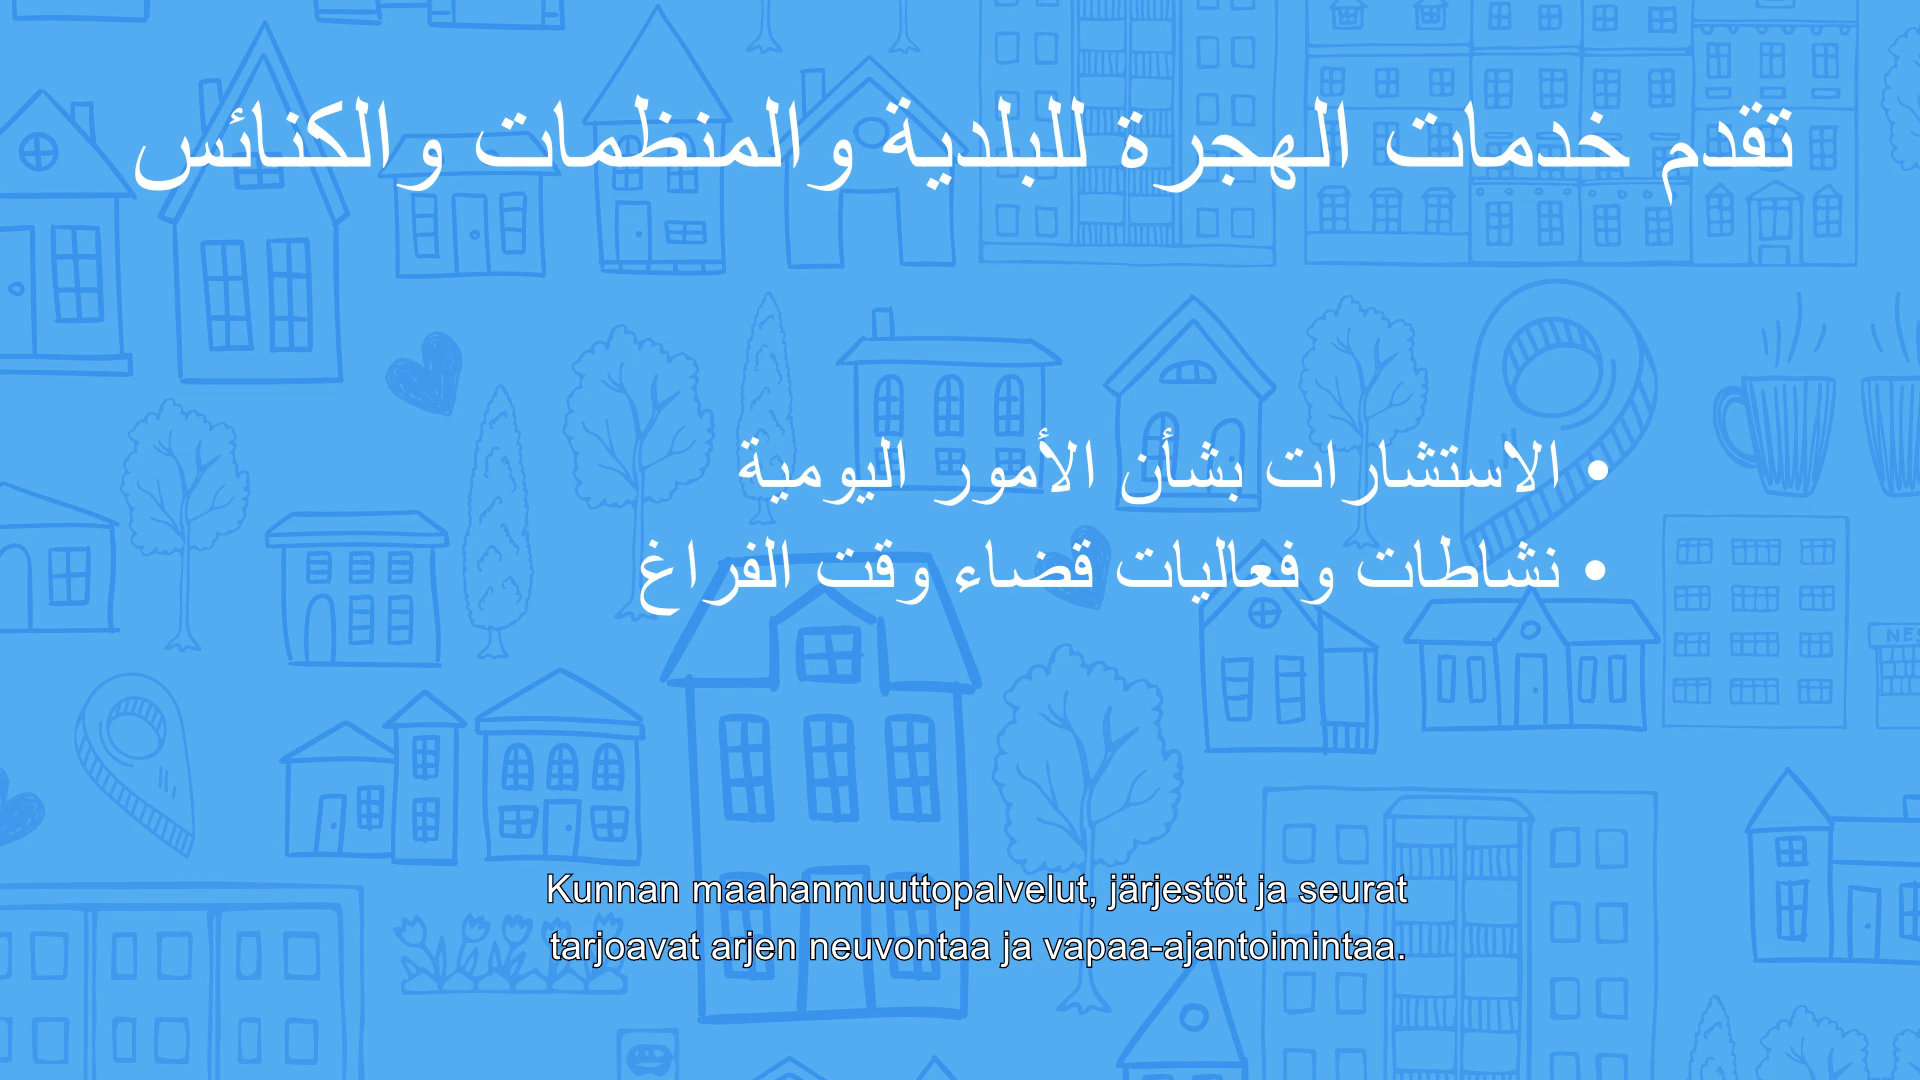 تقدم خدمات الهجرة للبلدية والمنظمات والكنائس
• الاستشارات بشأن الأمور اليومية
• نشاطات وفعاليات قضاء وقت الفراغ
Kunnan maahanmuuttopalvelut, järjestöt ja seurat
tarjoavat arjen neuvontaa ja vapaa-ajantoimintaa.